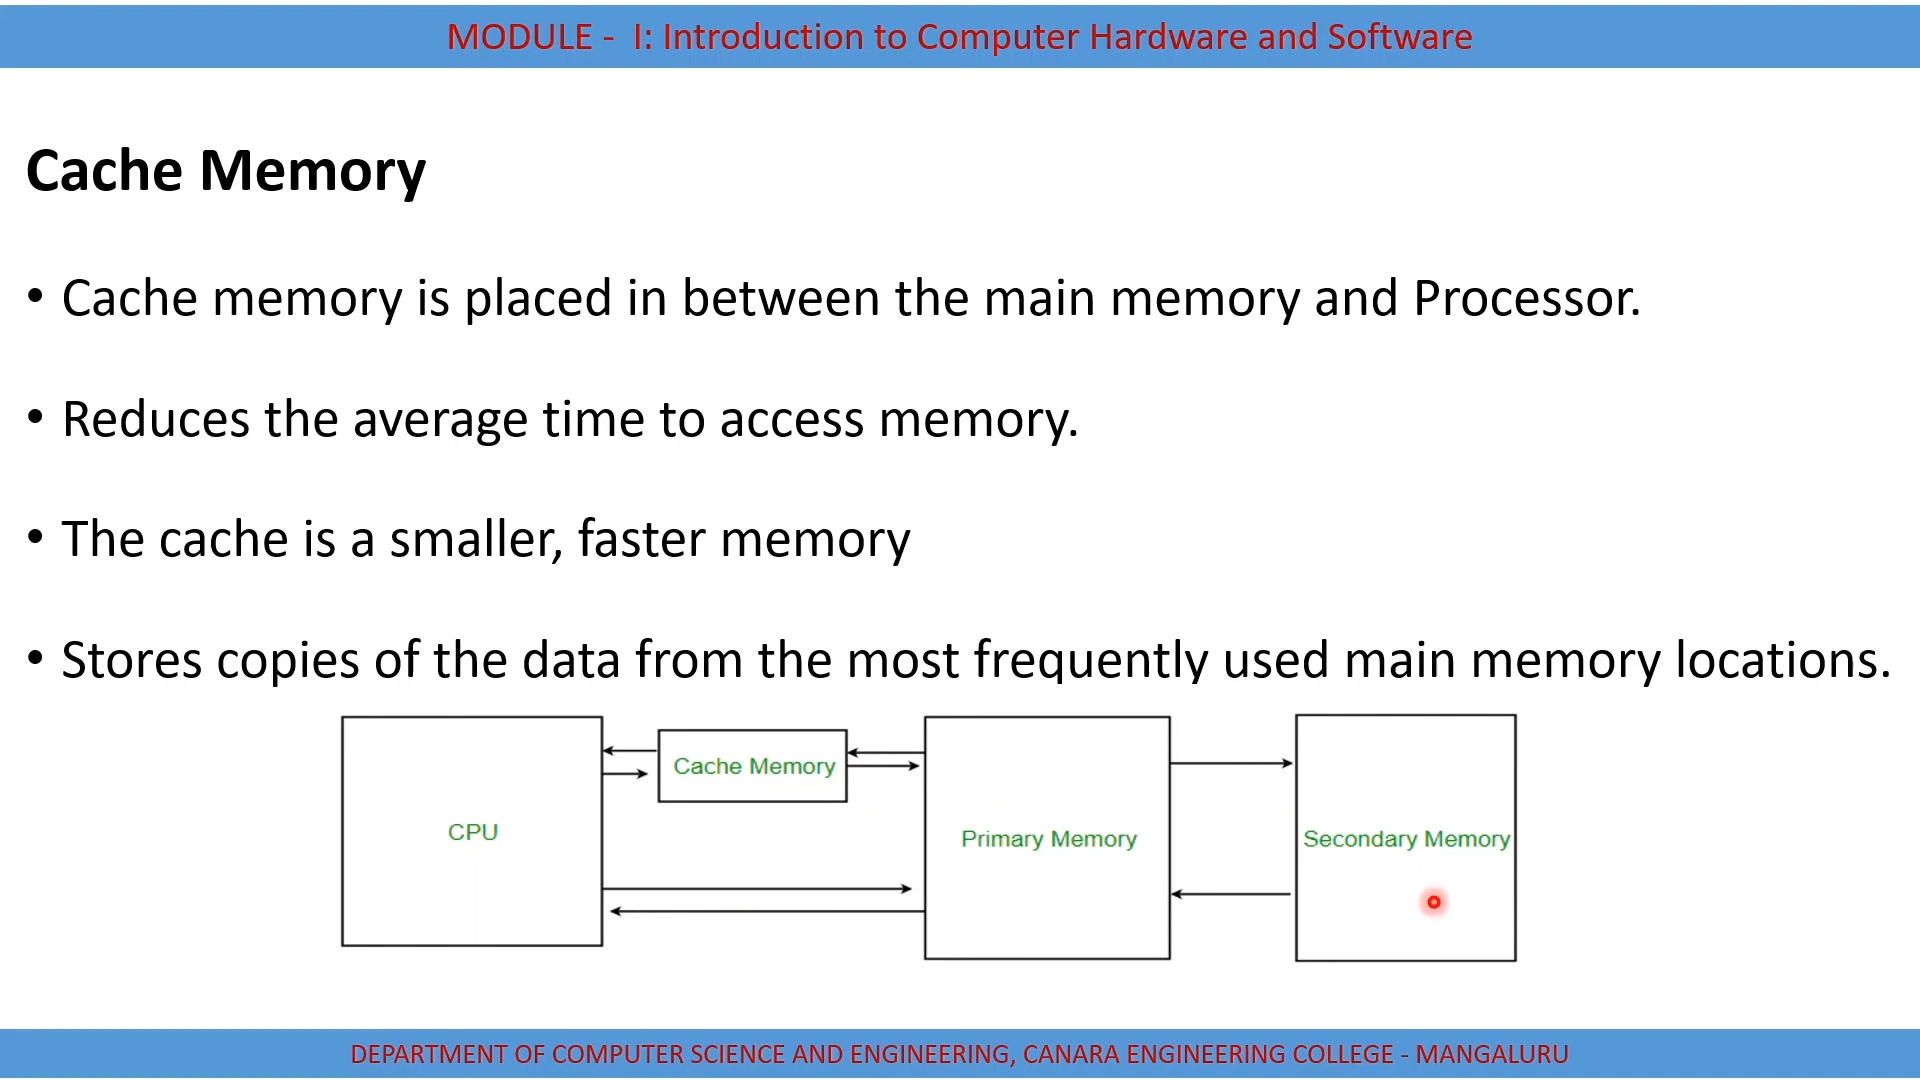 MODULE -  I: Introduction to Computer Hardware and Software
Cache Memory
• Cache memory is placed in between the main memory and Processor.
• Reduces the average time to access memory.
• The cache is a smaller, faster memory
• Stores copies of the data from the most frequently used main memory locations.
CPU
Cache Memory
Primary Memory
Secondary Memory
DEPARTMENT OF COMPUTER SCIENCE AND ENGINEERING, CANARA ENGINEERING COLLEGE - MANGALURU